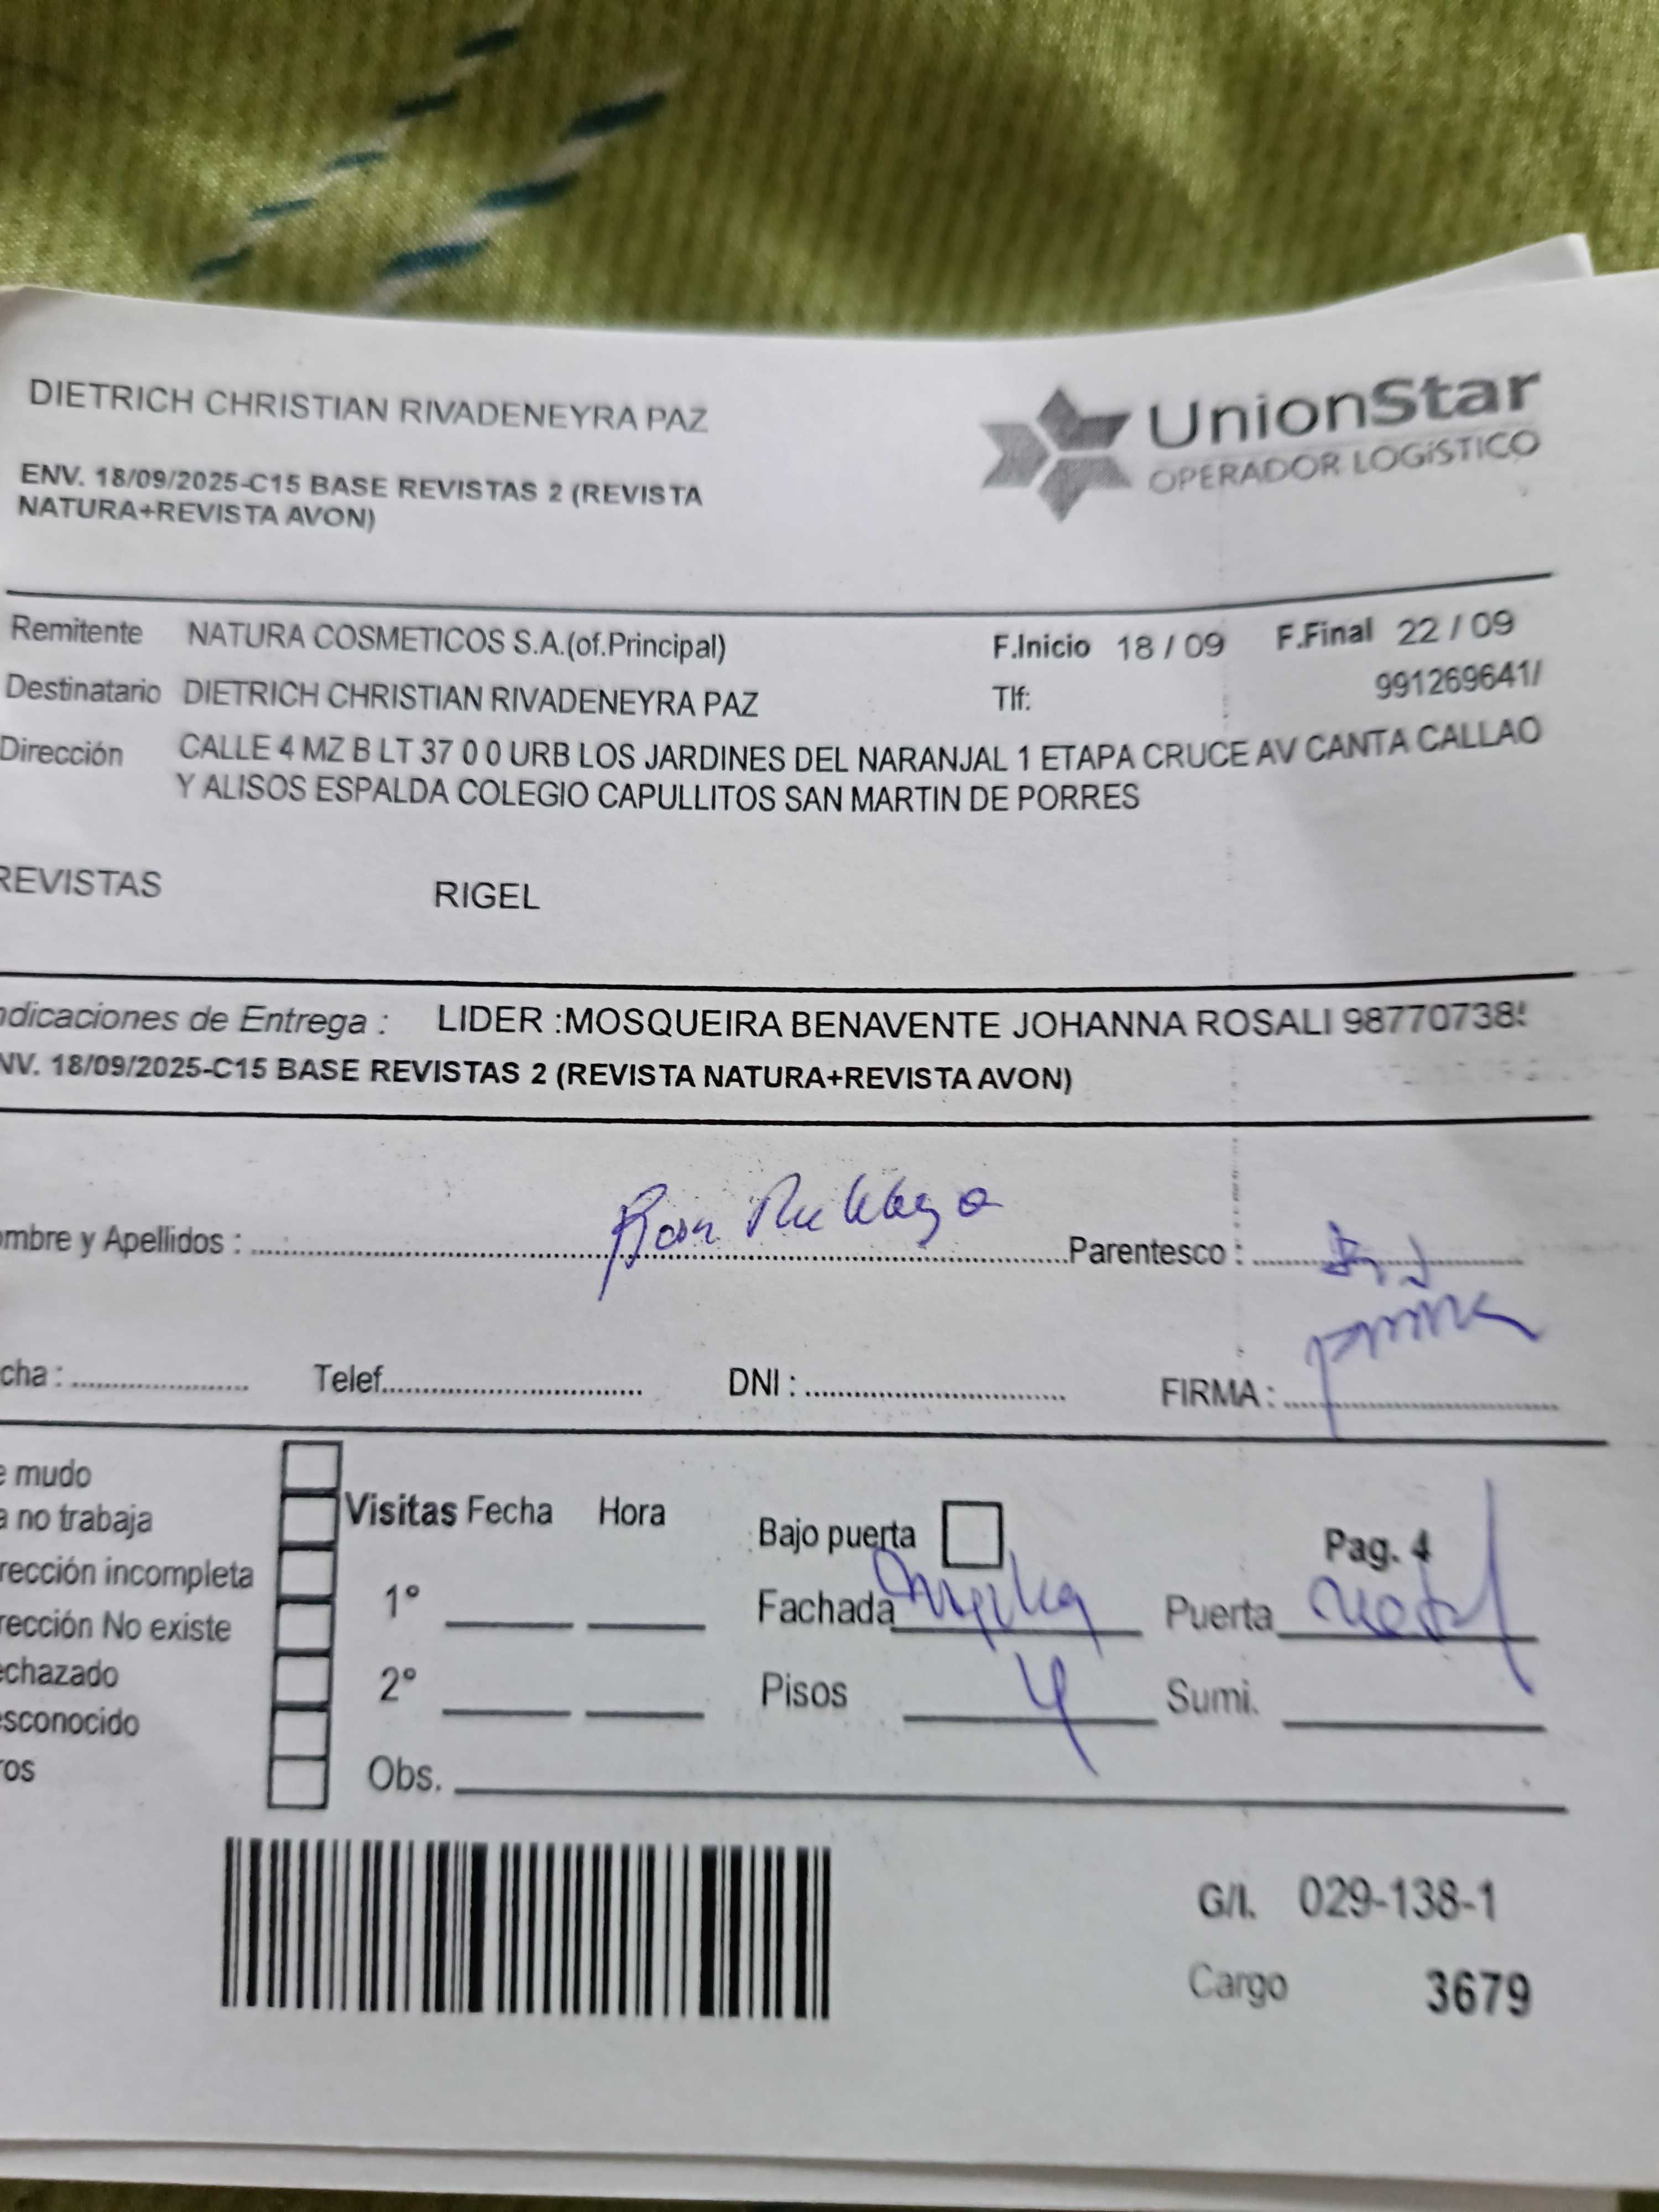 DIETRICH CHRISTIAN RIVADENEYRA PAZ
UnionStar
OPERADOR LOGíSTICO
ENV. 18/09/2025-C15 BASE REVISTAS 2 (REVISTA
NATURA+REVISTA AVON)
Remitente NATURA COSMETICOS S.A.(of.Principal) F.Inicio 18 / 09 F.Final 22 / 09
Destinatario DIETRICH CHRISTIAN RIVADENEYRA PAZ Tlf: 991269641/
Dirección CALLE 4 MZ B LT 37 0 0 URB LOS JARDINES DEL NARANJAL 1 ETAPA CRUCE AV CANTA CALLAO
Y ALISOS ESPALDA COLEGIO CAPULLITOS SAN MARTIN DE PORRES
REVISTAS RIGEL
ndicaciones de Entrega : LIDER :MOSQUEIRA BENAVENTE JOHANNA ROSALI 98770738
NV. 18/09/2025-C15 BASE REVISTAS 2 (REVISTA NATURA+REVISTA AVON)
ombre y Apellidos : Rosa Parentesco :
cha : Telef. DNI : FIRMA :
e mudo
a no trabaja
rección incompleta
rección No existe
echazado
esconocido
ros
Visitas Fecha Hora
1°
2°
Obs.
Bajo puerta Pag. 4
Fachada Puerta
Pisos 4 Sumi.
G/I. 029-138-1
Cargo 3679